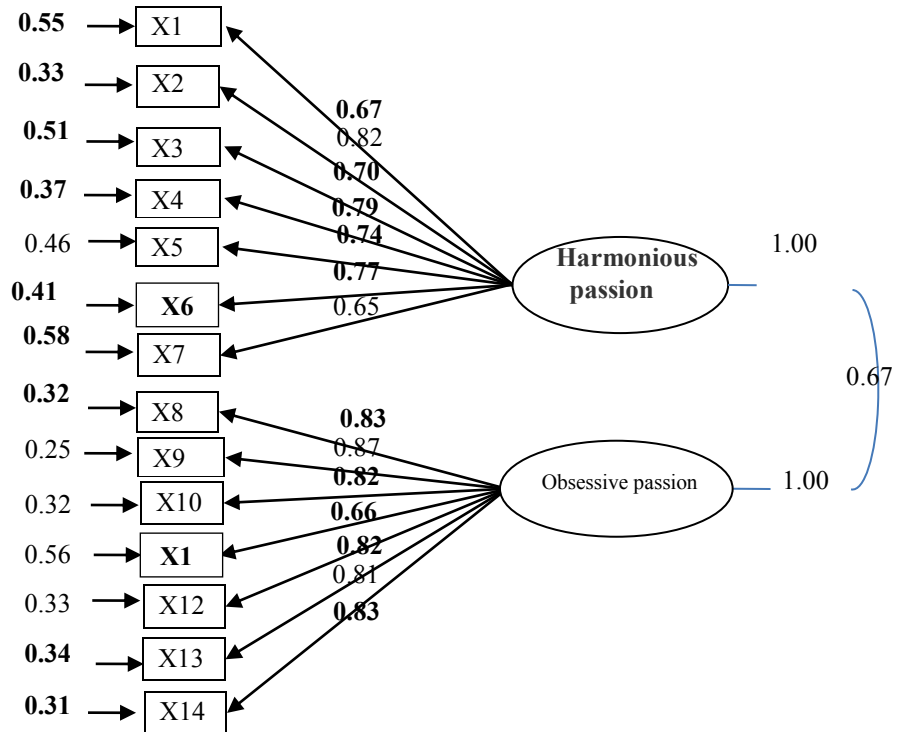 0.55 X1
0.33 X2
0.67
0.82
0.51 X3
0.70
0.37 X4
0.79
0.74
0.46 X5
0.77
Harmonious
passion
1.00
0.41 X6
0.65
0.58 X7
0.67
0.32 X8
0.83
0.87
0.25 X9
0.82
Obsessive passion
1.00
0.32 X10
0.66
0.56 X1
0.82
0.81
0.33 X12
0.83
0.34 X13
0.31 X14